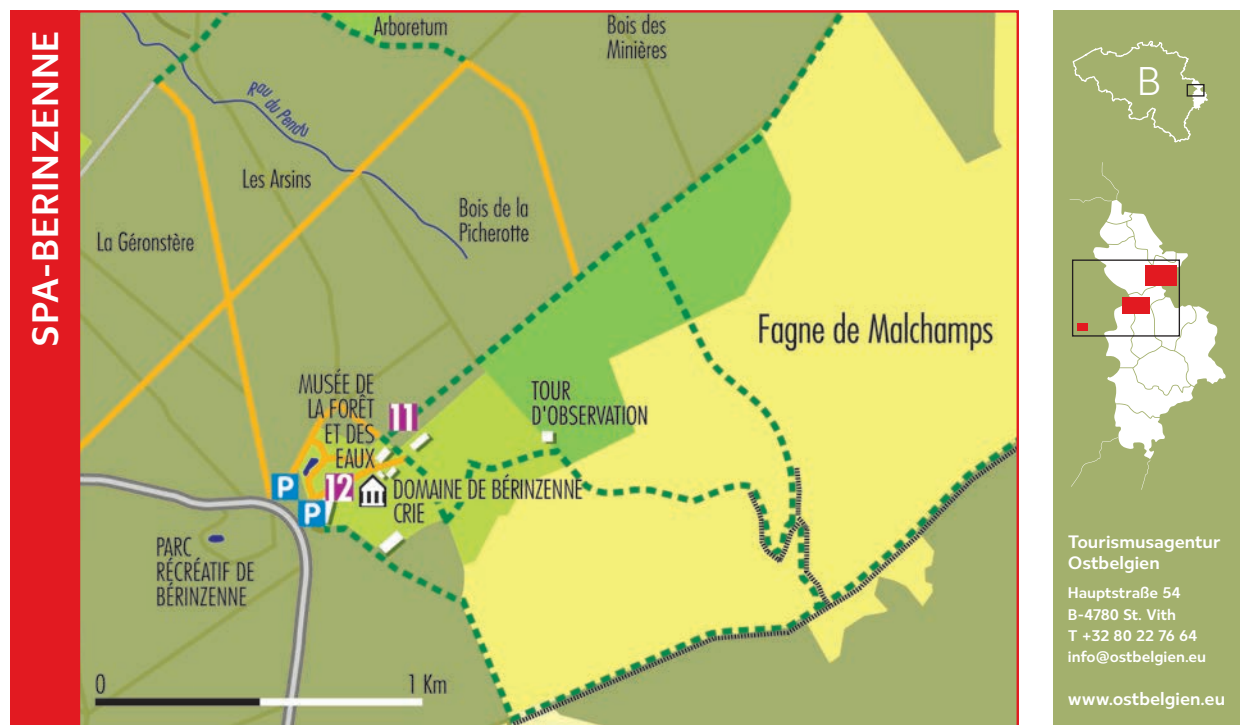 SPA-BERINZENNE
Arboretum
Bois des
Minières
Rau du Pendu
Les Arsins
Bois de la
Picherotte
La Géronstère
Fagne de Malchamps
MUSÉE DE
LA FORÊT
ET DES
EAUX
11
TOUR
D'OBSERVATION
P
12
DOMAINE DE BÉRINZENNE
CRIE
P
PARC
RÉCRÉATIF DE
BÉRINZENNE
0
1 Km
B
Tourismusagentur
Ostbelgien
Hauptstraße 54
B-4780 St. Vith
T +32 80 22 76 64
info@ostbelgien.eu
www.ostbelgien.eu